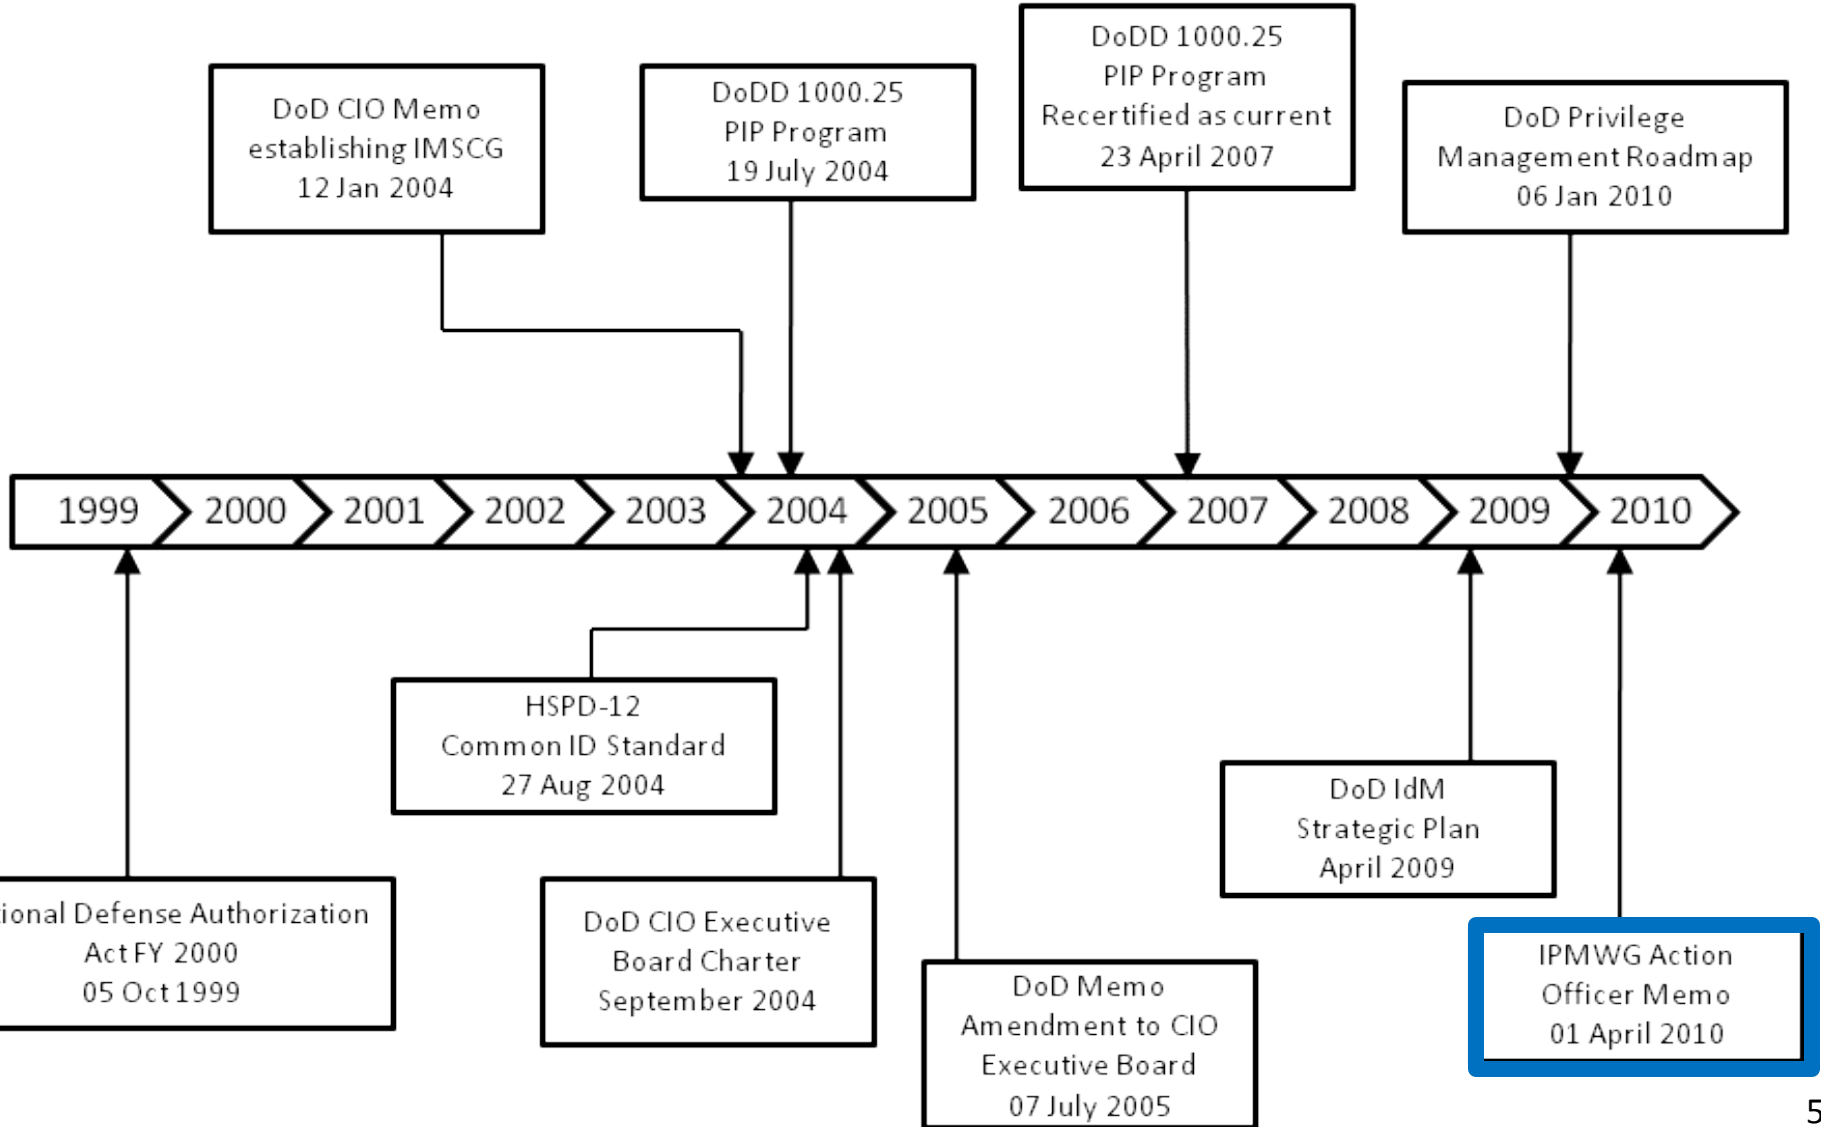 DoD CIO Memo
establishing IMSCG
12 Jan 2004
DoDD 1000.25
PIP Program
19 July 2004
DoDD 1000.25
PIP Program
Recertified as current
23 April 2007
DoD Privilege
Management Roadmap
06 Jan 2010
1999 2000 2001 2002 2003 2004 2005 2006 2007 2008 2009 2010
HSPD-12
Common ID Standard
27 Aug 2004
DoD IdM
Strategic Plan
April 2009
tional Defense Authorization
Act FY 2000
05 Oct 1999
DoD CIO Executive
Board Charter
September 2004
DoD Memo
Amendment to CIO
Executive Board
07 July 2005
IPMWG Action
Officer Memo
01 April 2010
5